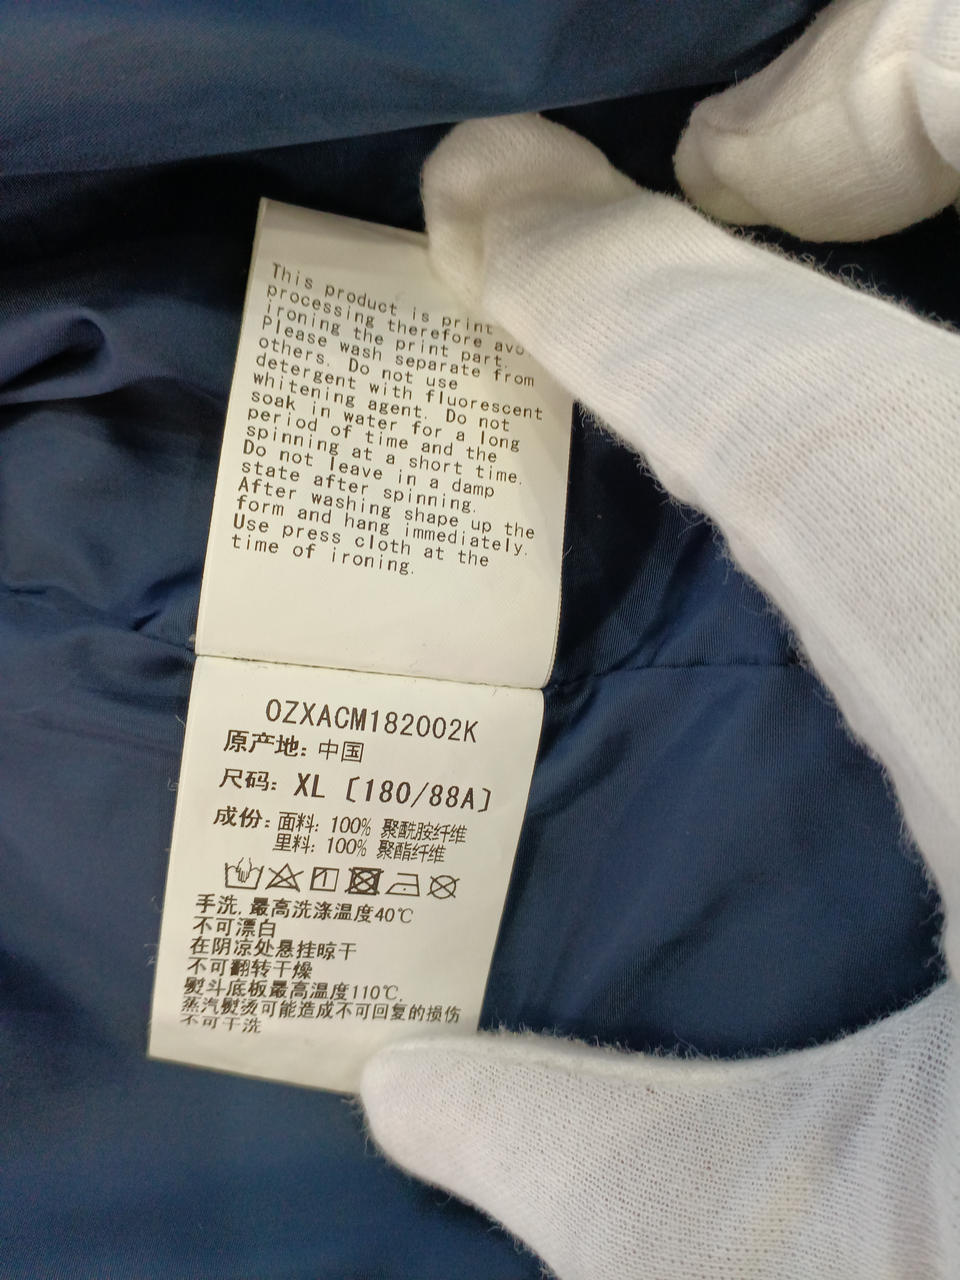 This product is print
processing therefore avo
ironing the print part.
Please wash separate from
others. Do not use
detergent with fluorescent
whitening agent. Do not
soak in water for a long
period of time and the
spinning at a short time.
Do not leave in a damp
state after spinning.
After washing shape up the
form and hang immediately.
Use press cloth at the
time of ironing.
OZXACM182002K
原产地: 中国
尺码: XL 〔180/88A〕
成份: 面料: 100% 聚酰胺纤维
里料: 100% 聚酯纤维
手洗, 最高洗涤温度40℃
不可漂白
在阴凉处悬挂晾干
不可翻转干燥
熨斗底板最高温度110℃,
蒸汽熨烫可能造成不可回复的损伤
不可干洗